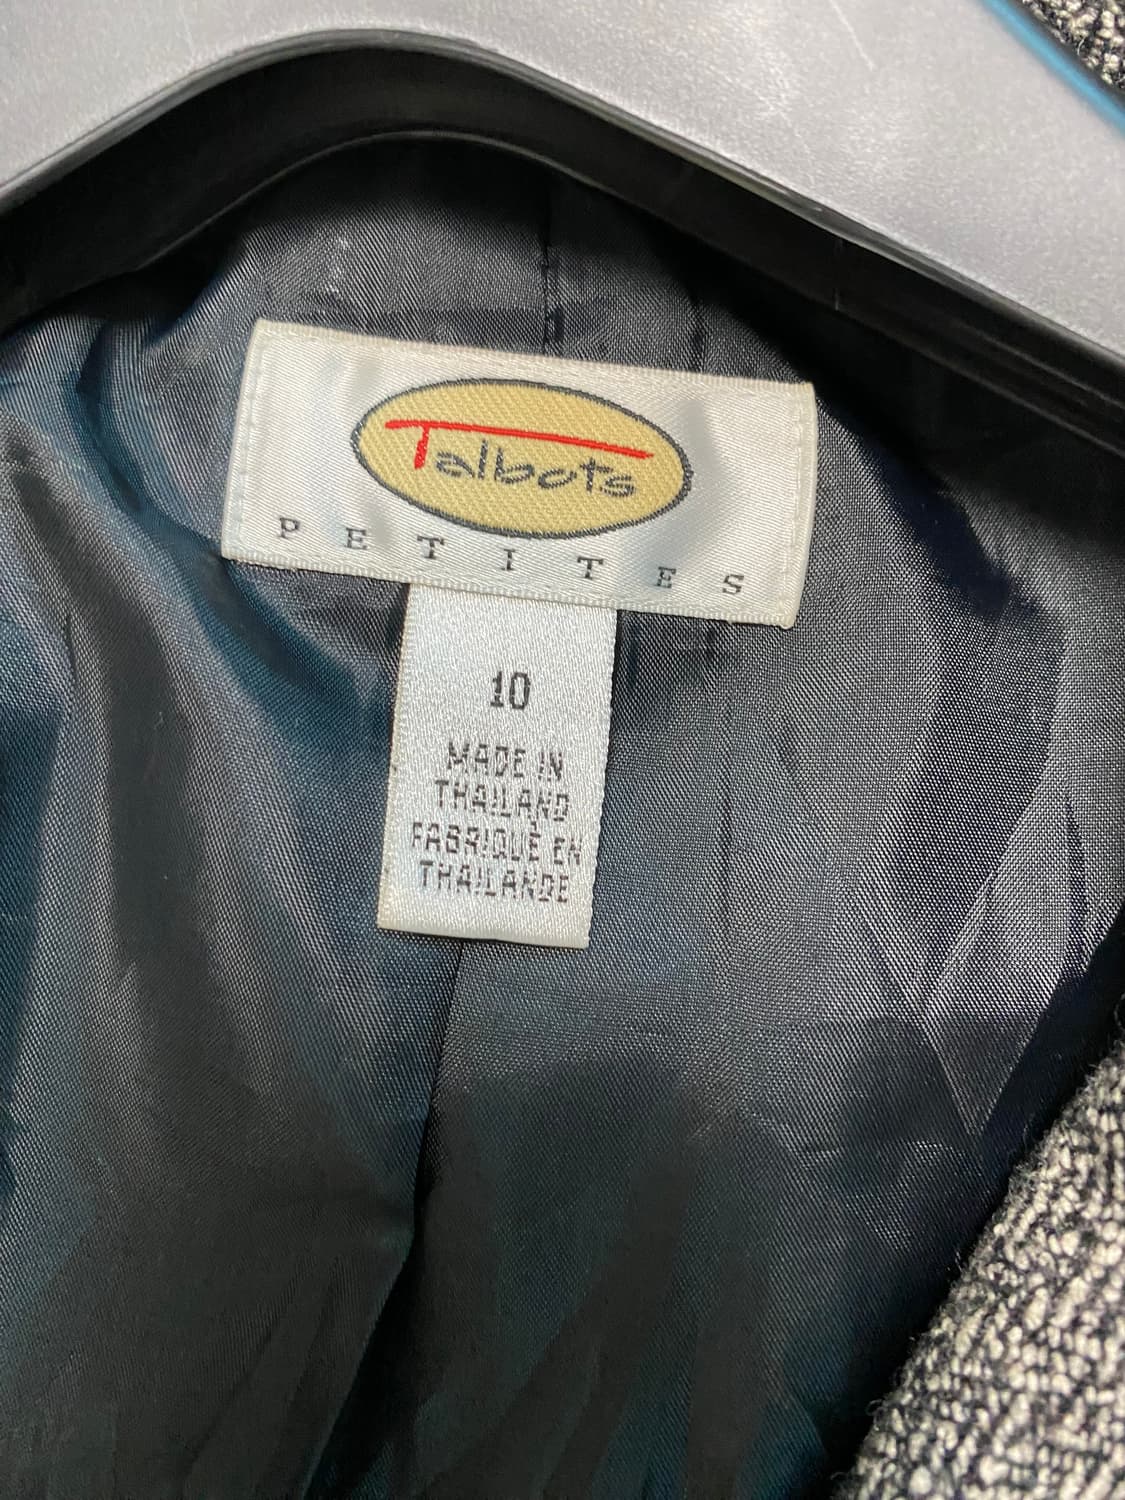 Talbots
PETITES
10
MADE IN
THAILAND
FABRIQUÉ EN
THAILANDE